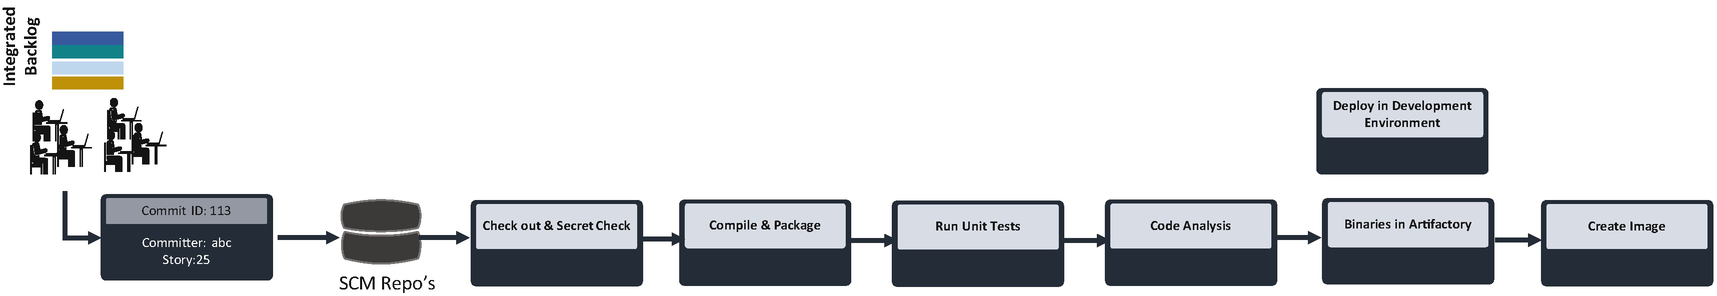 Integrated
Backlog
Deploy in Development
Environment
Commit ID: 113
Committer: abc
Story:25
SCM Repo's
Check out & Secret Check
Compile & Package
Run Unit Tests
Code Analysis
Binaries in Artifactory
Create Image